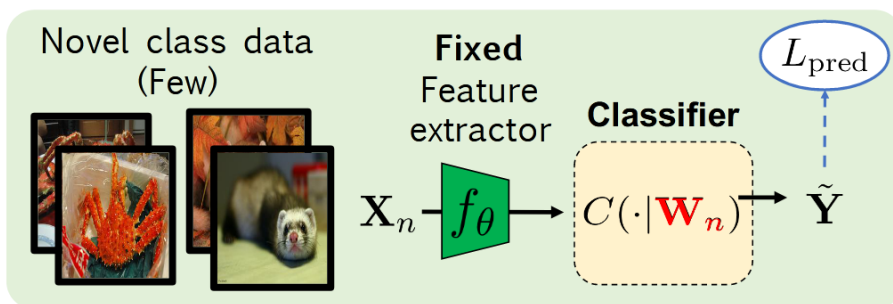 Novel class data
(Few)
Fixed
Feature
extractor
Classifier
L_pred
X_n
f_θ
C(·|W_n)
Ỹ